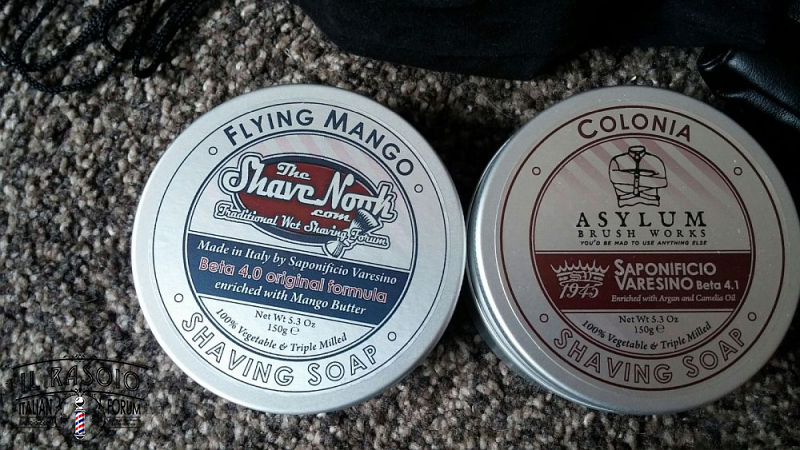 FLYING MANGO
The
Shave Nook
.com
Traditional Wet Shaving Forum
Made in Italy by Saponificio Varesino
Beta 4.0 original formula
enriched with Mango Butter
Net Wt 5.3 Oz
150g ℮
100% Vegetable & Triple Milled
SHAVING SOAP
COLONIA
ASYLUM
BRUSH WORKS
YOU'D BE MAD TO USE ANYTHING ELSE
1945
SAPONIFICIO
VARESINO Beta 4.1
Enriched with Argan and Camelia Oil
Net Wt 5.3 Oz
150g ℮
100% Vegetable & Triple Milled
SHAVING SOAP
IL RASOIO
ITALIAN FORUM